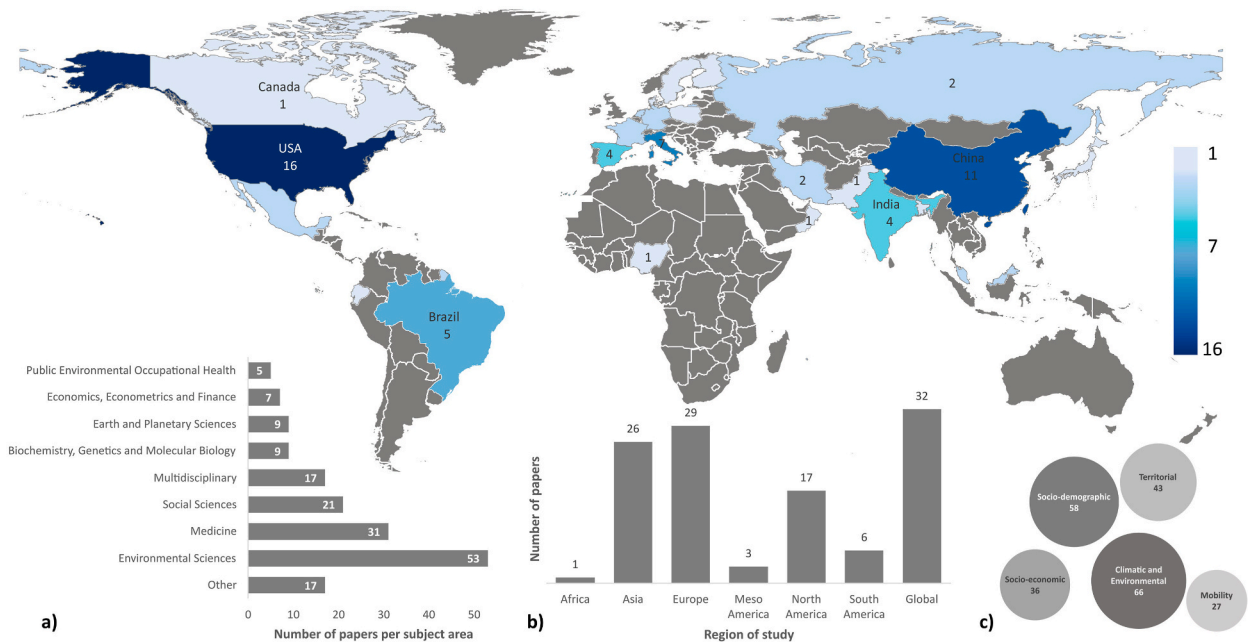 Canada
1
USA
16
Brazil
5
4
1
2
2
1
1
India
4
China
11
1
7
16
Public Environmental Occupational Health
5
Economics, Econometrics and Finance
7
Earth and Planetary Sciences
9
Biochemistry, Genetics and Molecular Biology
9
Multidisciplinary
17
Social Sciences
21
Medicine
31
Environmental Sciences
53
Other
17
0 10 20 30 40 50
Number of papers per subject area
a)
Number of papers
1
26
29
3
17
6
32
Africa
Asia
Europe
Meso
America
North
America
South
America
Global
Region of study
b)
Socio-demographic
58
Territorial
43
Socio-economic
36
Climatic and
Environmental
66
Mobility
27
c)